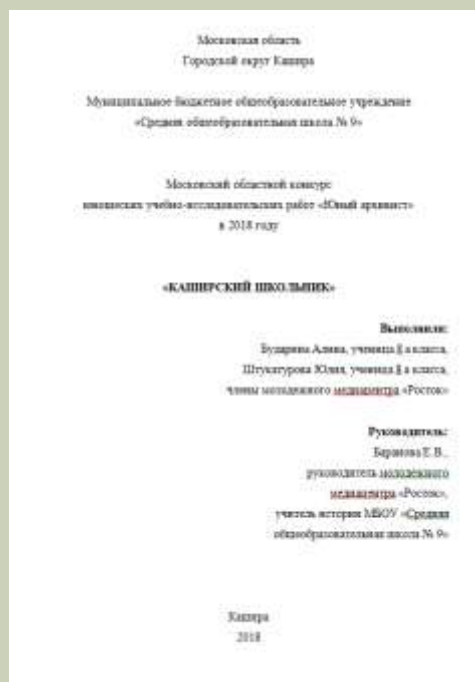 Московская область
Городской округ Кашира
Муниципальное бюджетное общеобразовательное учреждение
«Средняя общеобразовательная школа № 9»
Московский областной конкурс
юношеских учебно-исследовательских работ «Юный архивист»
в 2018 году
«КАШИРСКИЙ ШКОЛЬНИК»
Выполнили:
Бударина Алина, ученица а класса,
Штукатурова Юлия, ученица а класса,
члены молодежного медиацентра «Росток»
Руководитель:
Баранова Е.В.,
руководитель молодежного
медиацентра «Росток»,
учитель истории МБОУ «Средняя
общеобразовательная школа № 9»
Кашира
2018